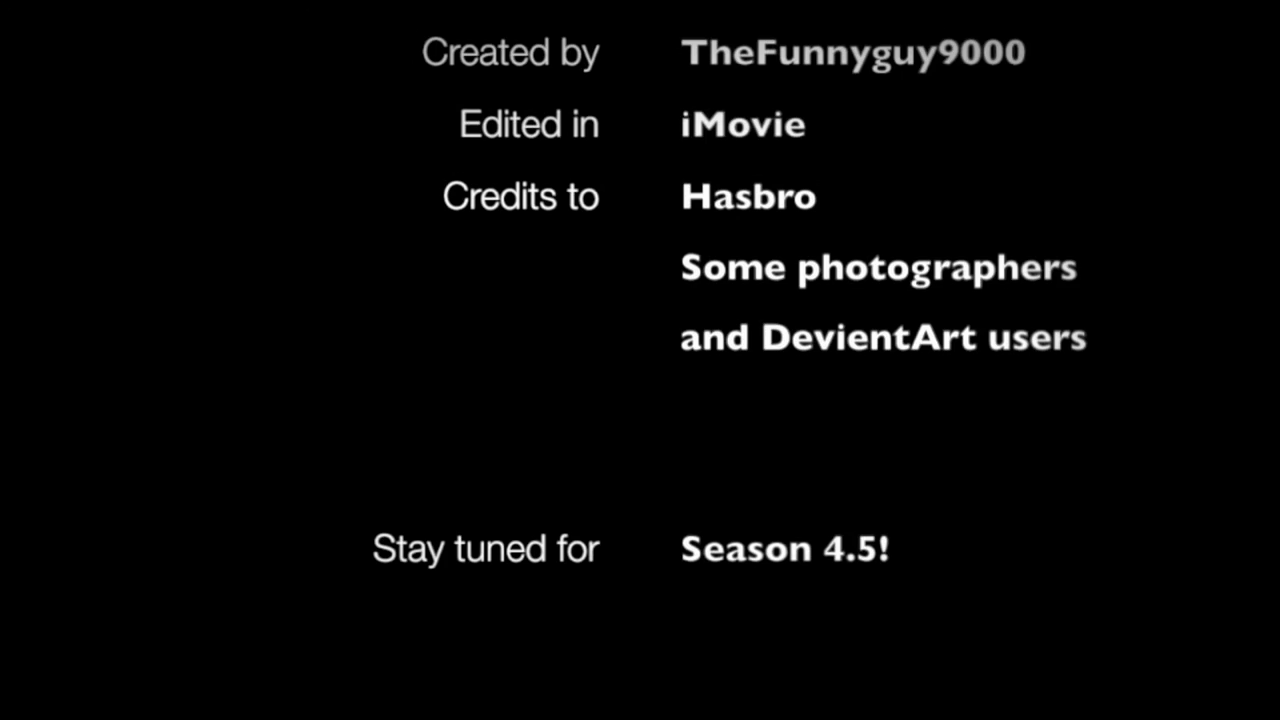 Created by TheFunnyguy9000
Edited in iMovie
Credits to Hasbro
Some photographers
and DevientArt users
Stay tuned for Season 4.5!